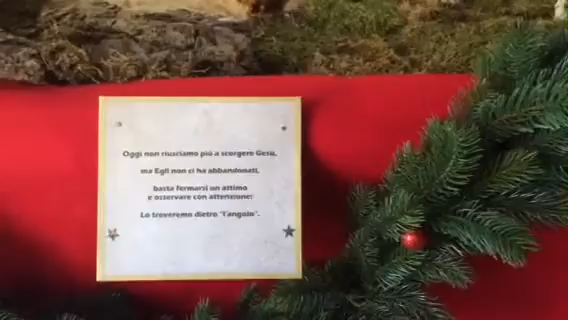 Oggi non riusciamo più a scorgere Gesù,
ma Egli non ci ha abbandonati,
basta fermarsi un attimo
e osservare con attenzione:
Lo troveremo dietro "l'angolo".